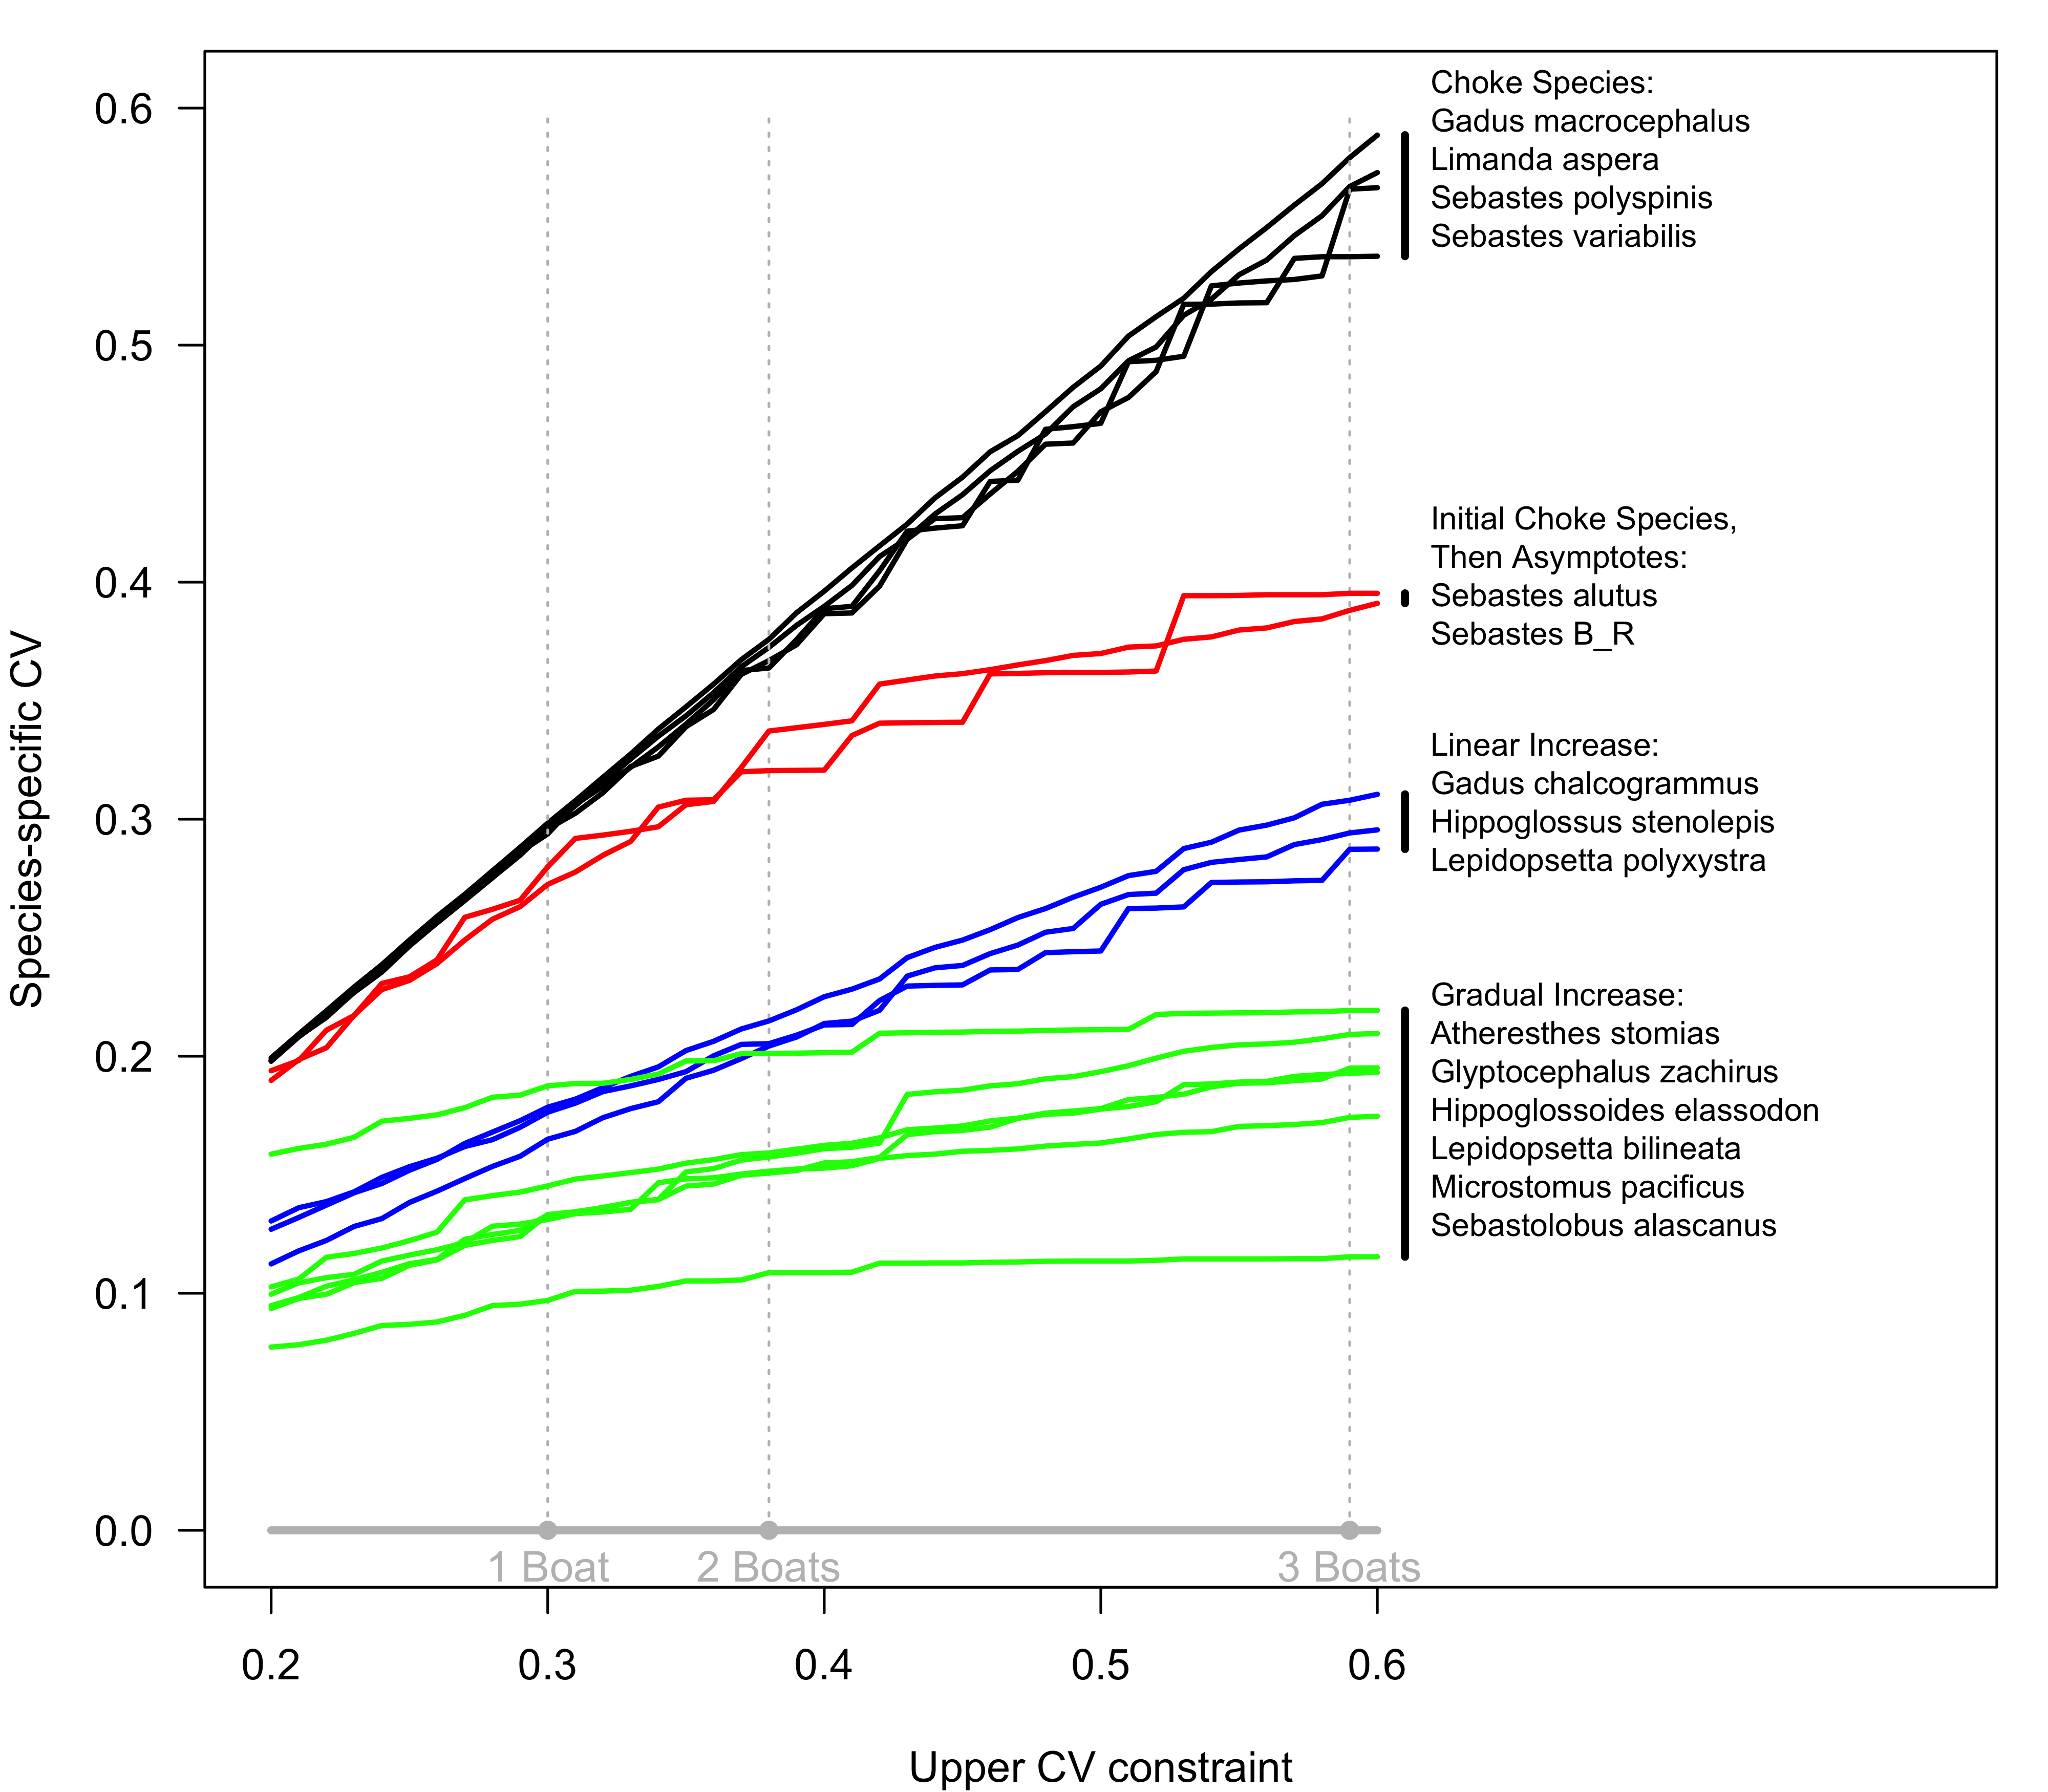 Species-specific CV
0.6
0.5
0.4
0.3
0.2
0.1
0.0
Choke Species:
Gadus macrocephalus
Limanda aspera
Sebastes polyspinis
Sebastes variabilis
Initial Choke Species,
Then Asymptotes:
Sebastes alutus
Sebastes B_R
Linear Increase:
Gadus chalcogrammus
Hippoglossus stenolepis
Lepidopsetta polyxystra
Gradual Increase:
Atheresthes stomias
Glyptocephalus zachirus
Hippoglossoides elassodon
Lepidopsetta bilineata
Microstomus pacificus
Sebastolobus alascanus
1 Boat 2 Boats 3 Boats
0.2 0.3 0.4 0.5 0.6
Upper CV constraint